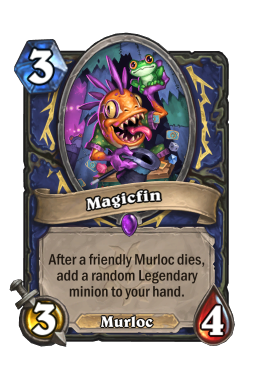 3
Magicfin
After a friendly Murloc dies,
add a random Legendary
minion to your hand.
3
Murloc
4